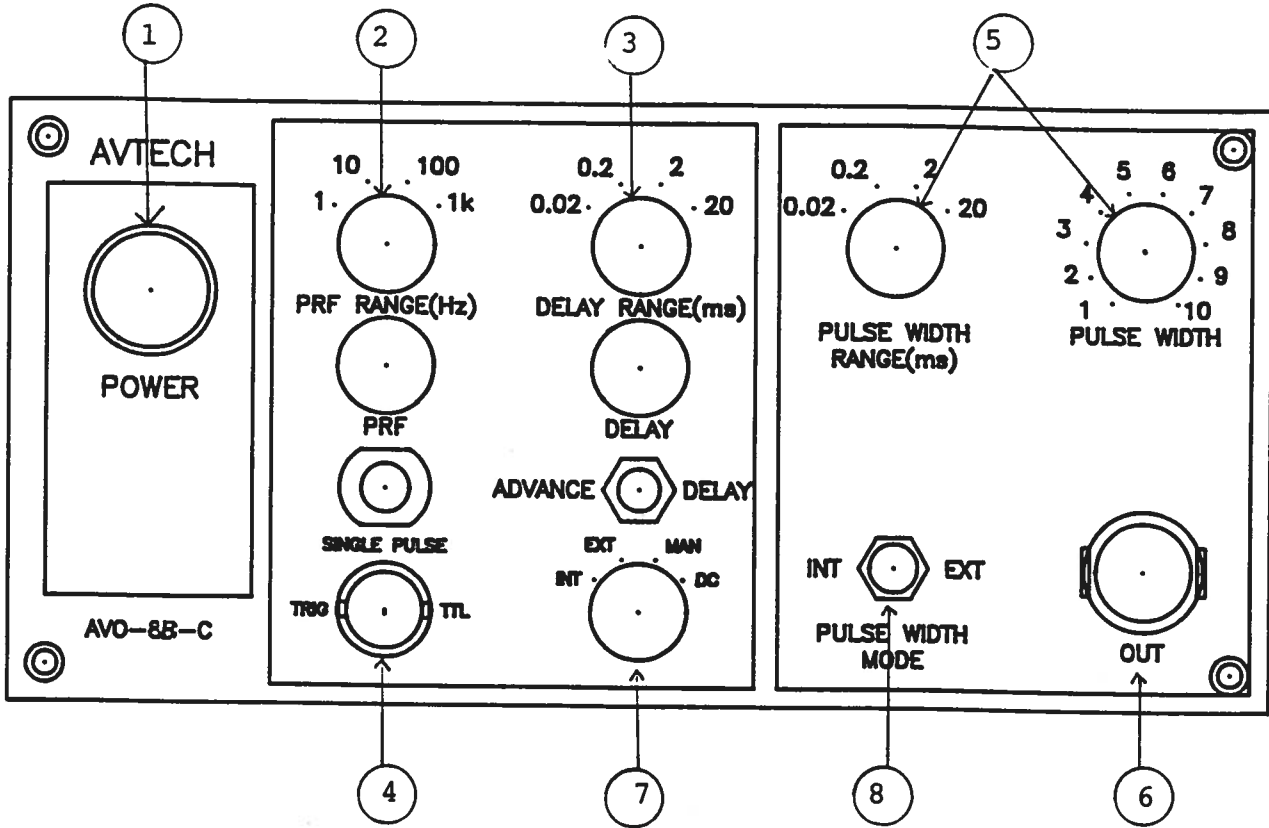 1
2
3
5
AVTECH
POWER
AVO-8B-C
10 100
1 1k
PRF RANGE(Hz)
PRF
SINGLE PULSE
TRIG TTL
0.2 2
0.02 20
DELAY RANGE(ms)
DELAY
ADVANCE DELAY
EXT MAN
INT DC
0.2 2
0.02 20
PULSE WIDTH
RANGE(ms)
5 6
4 7
3 8
2 9
1 10
PULSE WIDTH
INT EXT
PULSE WIDTH
MODE
OUT
4
7
8
6